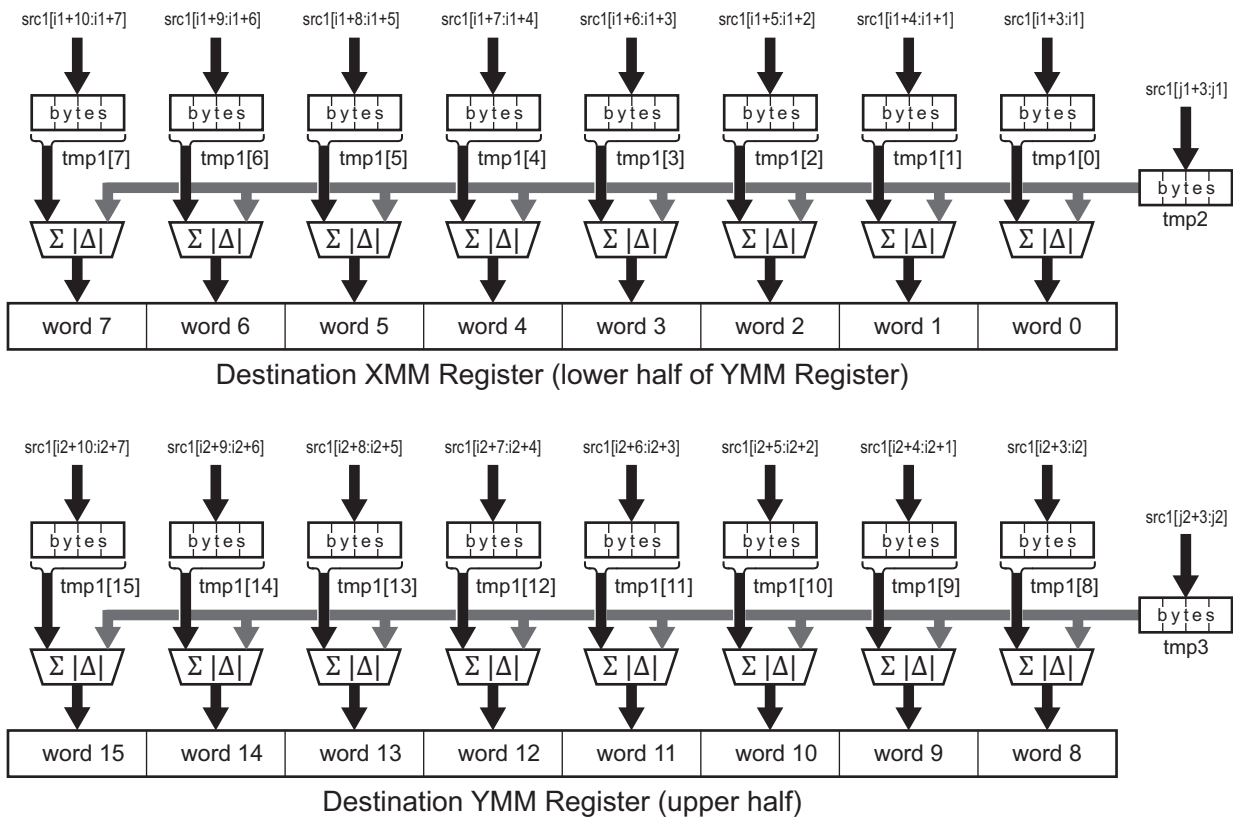 src1[i1+10:i1+7] src1[i1+9:i1+6] src1[i1+8:i1+5] src1[i1+7:i1+4] src1[i1+6:i1+3] src1[i1+5:i1+2] src1[i1+4:i1+1] src1[i1+3:i1]
src1[j1+3:j1]
bytes bytes bytes bytes bytes bytes bytes bytes
tmp1[7] tmp1[6] tmp1[5] tmp1[4] tmp1[3] tmp1[2] tmp1[1] tmp1[0]
bytes
tmp2
Σ |Δ| Σ |Δ| Σ |Δ| Σ |Δ| Σ |Δ| Σ |Δ| Σ |Δ| Σ |Δ|
word 7 word 6 word 5 word 4 word 3 word 2 word 1 word 0
Destination XMM Register (lower half of YMM Register)
src1[i2+10:i2+7] src1[i2+9:i2+6] src1[i2+8:i2+5] src1[i2+7:i2+4] src1[i2+6:i2+3] src1[i2+5:i2+2] src1[i2+4:i2+1] src1[i2+3:i2]
src1[j2+3:j2]
bytes bytes bytes bytes bytes bytes bytes bytes
tmp1[15] tmp1[14] tmp1[13] tmp1[12] tmp1[11] tmp1[10] tmp1[9] tmp1[8]
bytes
tmp3
Σ |Δ| Σ |Δ| Σ |Δ| Σ |Δ| Σ |Δ| Σ |Δ| Σ |Δ| Σ |Δ|
word 15 word 14 word 13 word 12 word 11 word 10 word 9 word 8
Destination YMM Register (upper half)